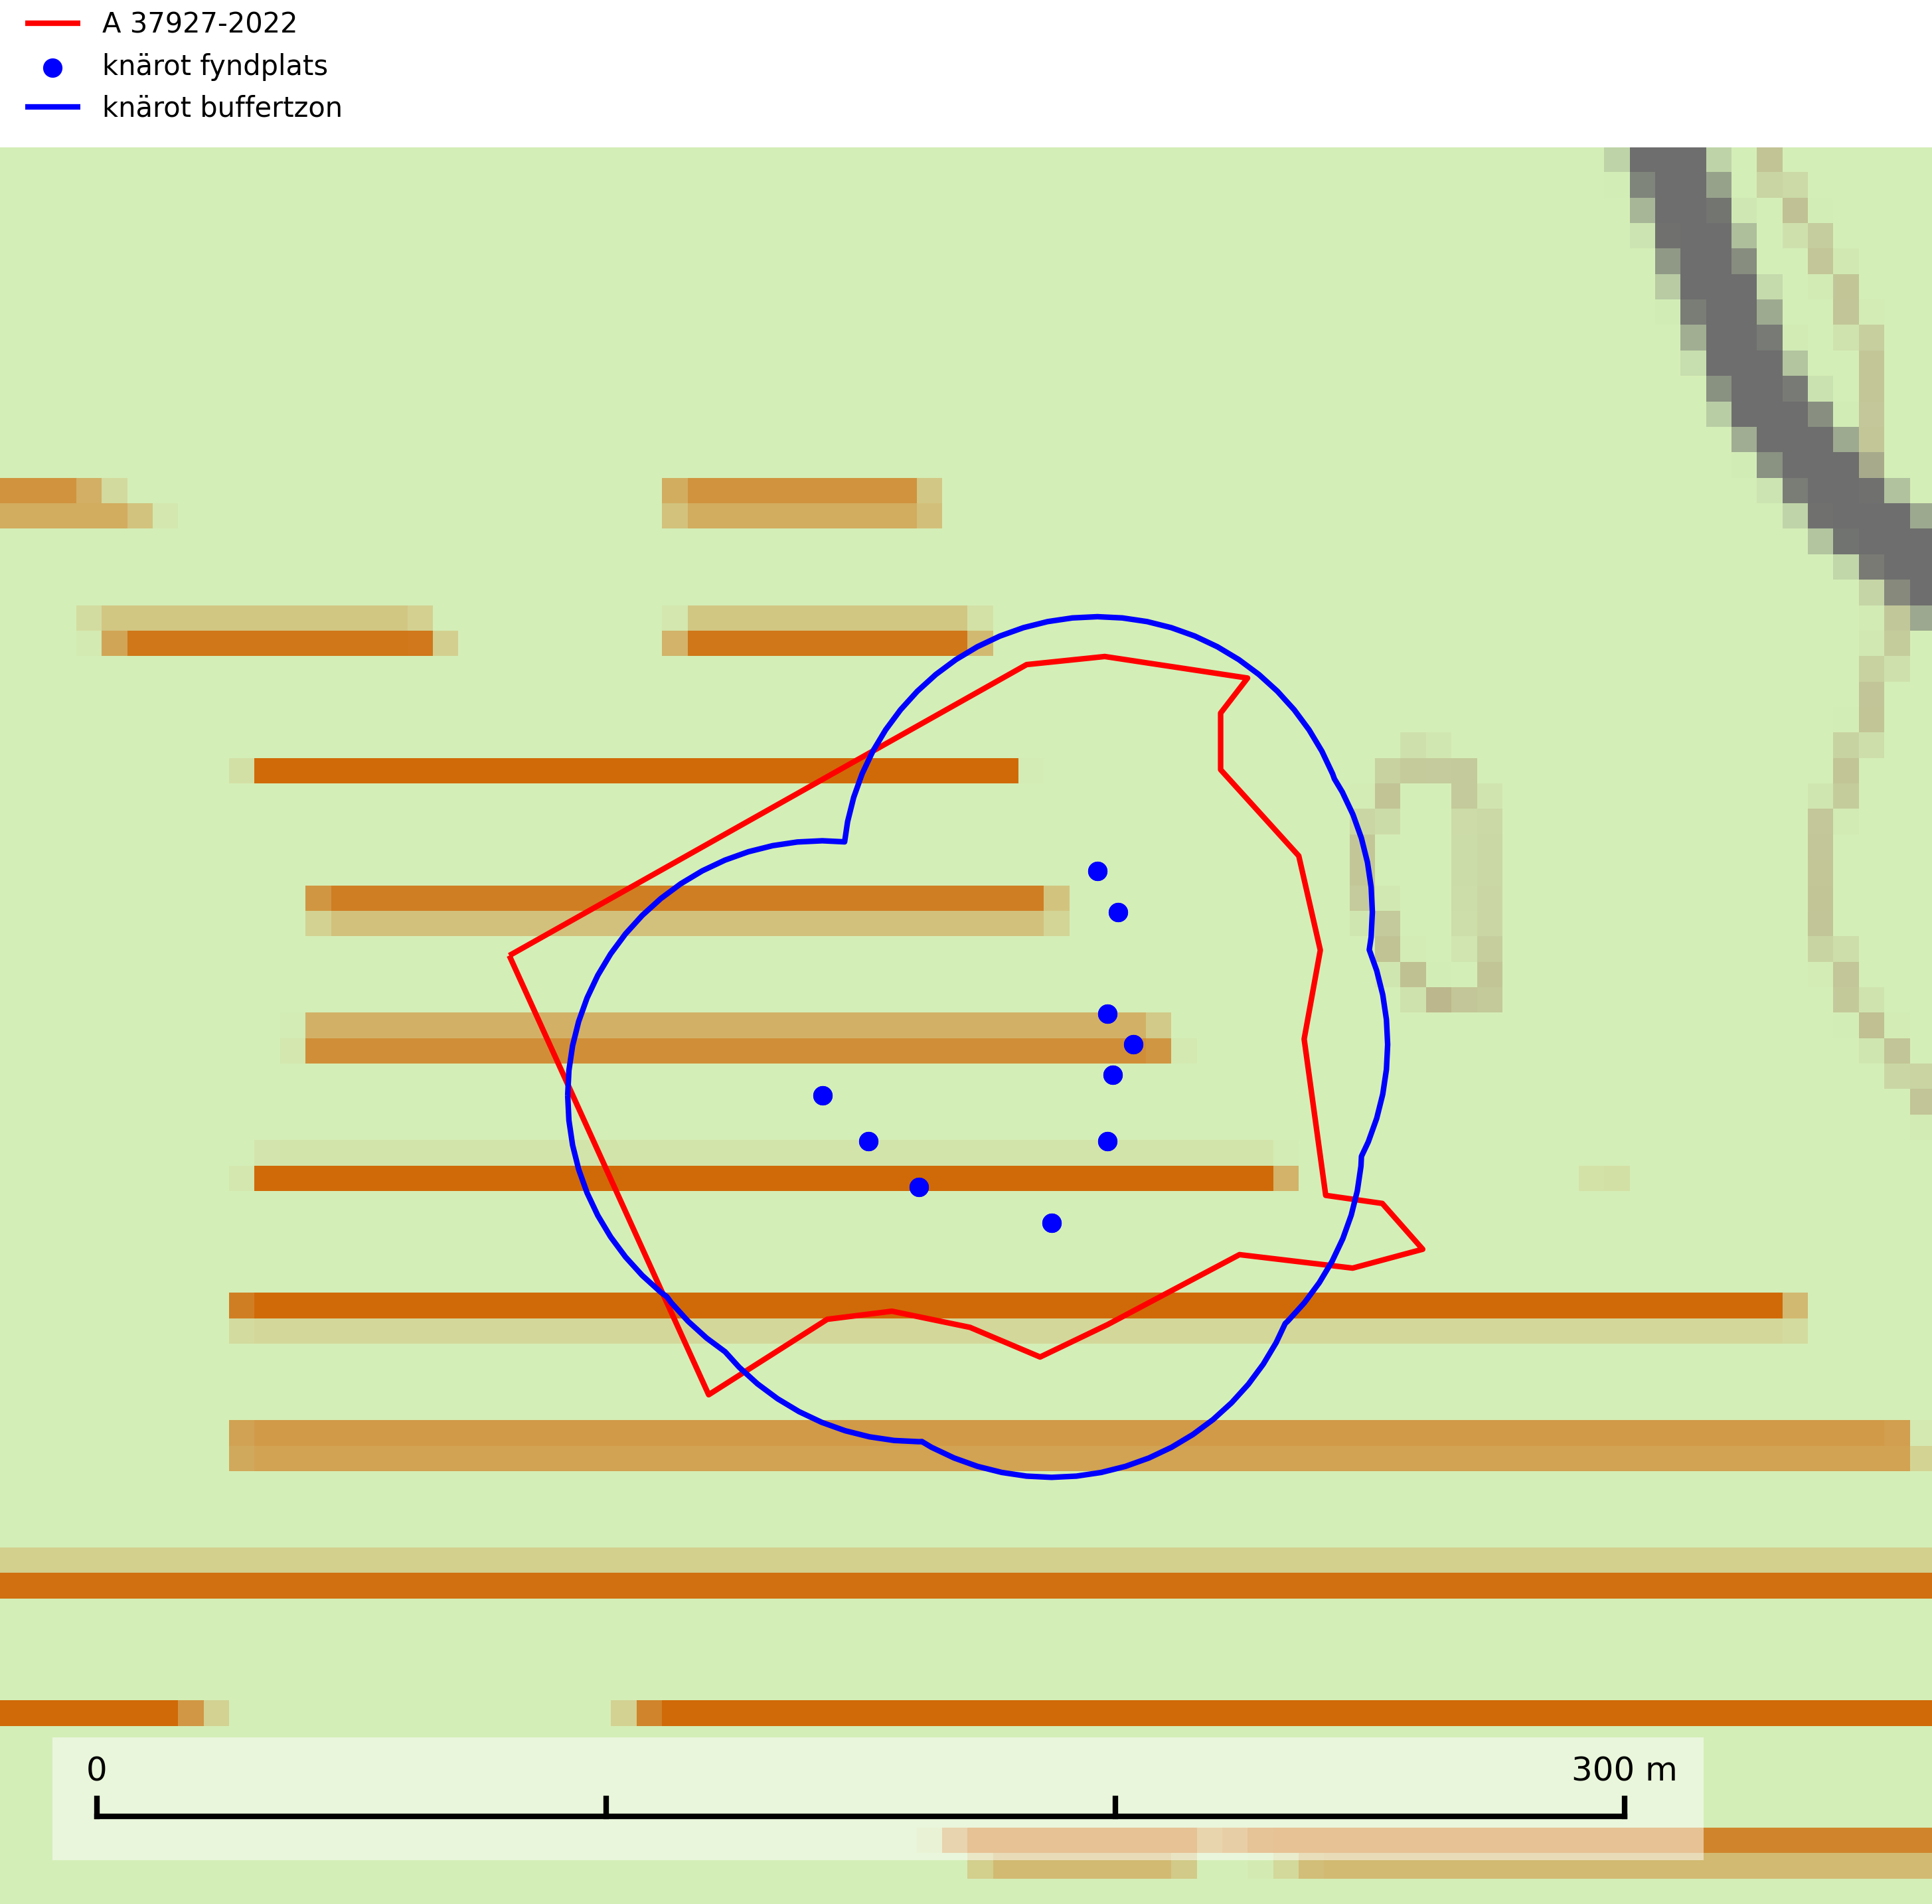 A 37927-2022
knärot fyndplats
knärot buffertzon
0 300 m